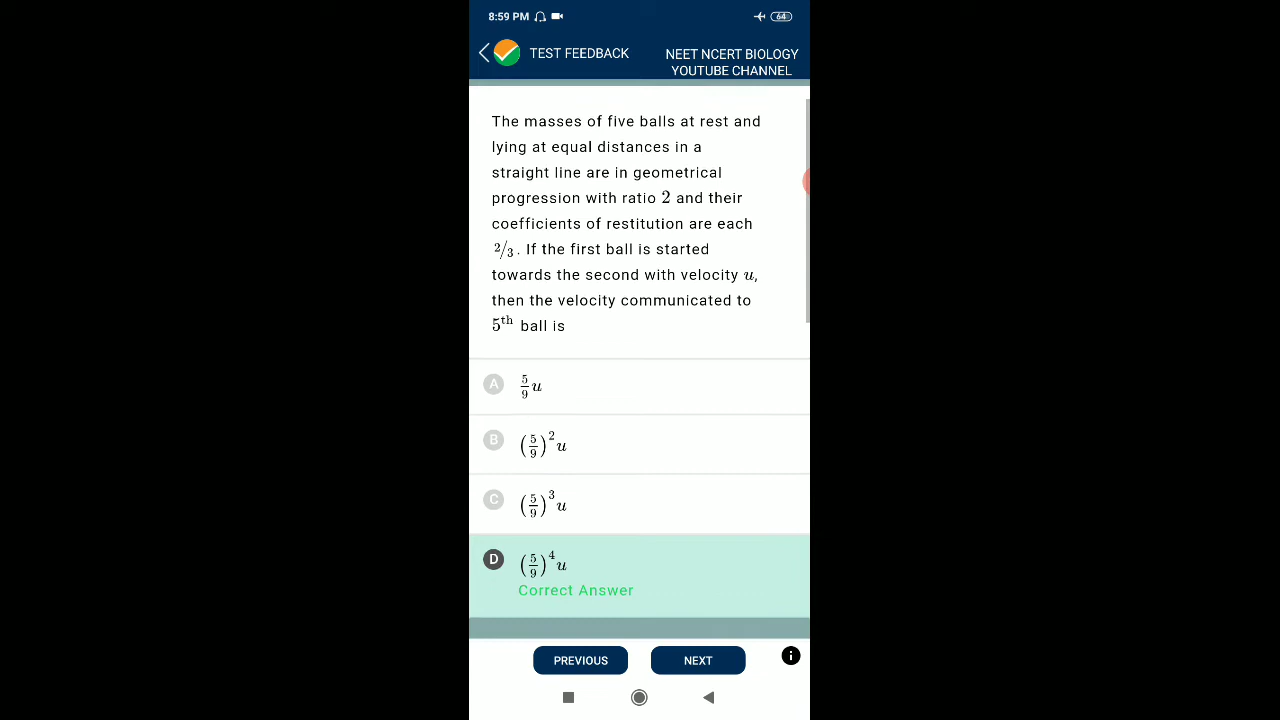 8:59 PM 64
TEST FEEDBACK
NEET NCERT BIOLOGY
YOUTUBE CHANNEL
The masses of five balls at rest and
lying at equal distances in a
straight line are in geometrical
progression with ratio 2 and their
coefficients of restitution are each
2/3. If the first ball is started
towards the second with velocity u,
then the velocity communicated to
5th ball is
A 5/9 u
B (5/9)^2 u
C (5/9)^3 u
D (5/9)^4 u
Correct Answer
PREVIOUS NEXT